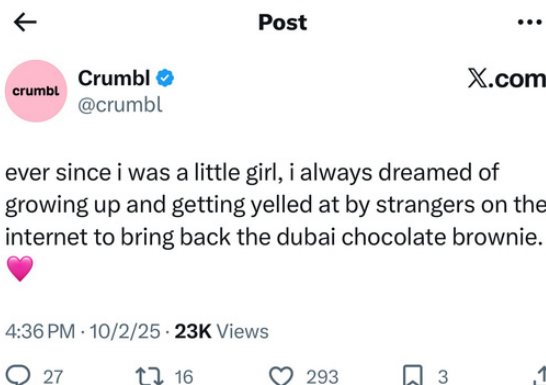 Post
Crumbl
crumbl
@crumbl
X.com
ever since i was a little girl, i always dreamed of
growing up and getting yelled at by strangers on the
internet to bring back the dubai chocolate brownie.
4:36 PM · 10/2/25 · 23K Views
27 16 293 3